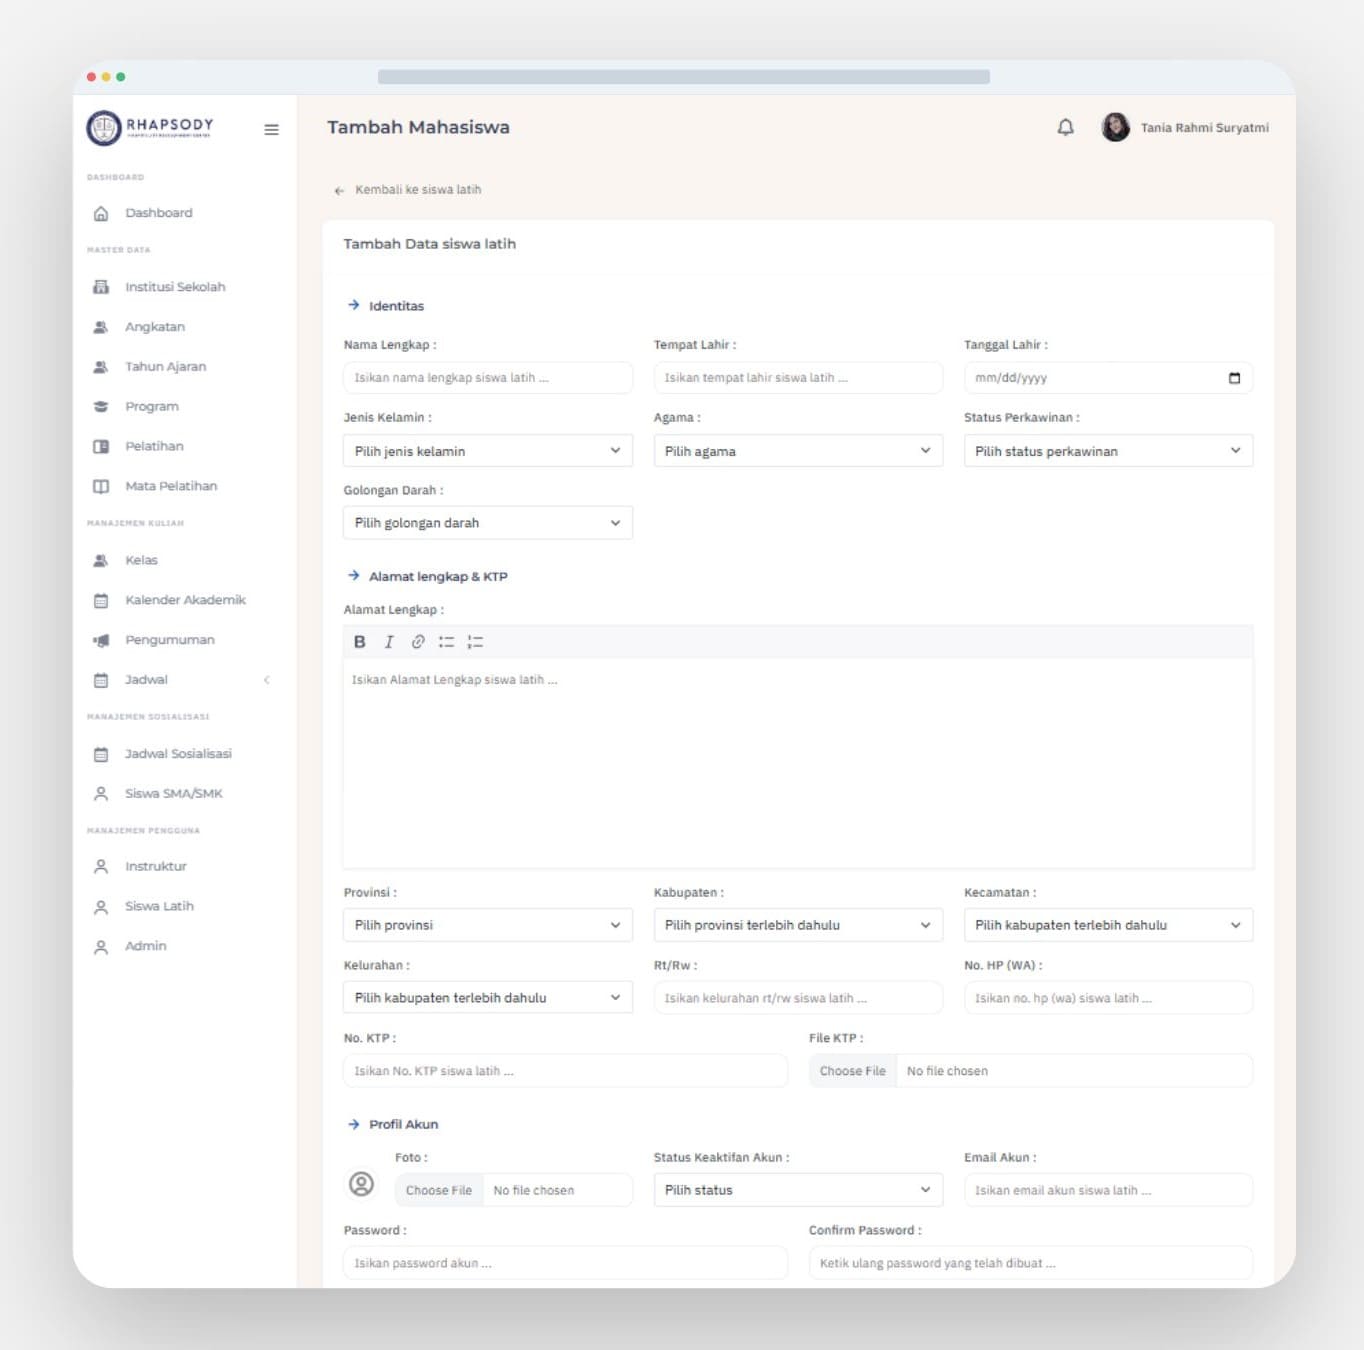 RHAPSODY
Tambah Mahasiswa
Tania Rahmi Suryatmi
DASHBOARD
Dashboard
MASTER DATA
Institusi Sekolah
Angkatan
Tahun Ajaran
Program
Pelatihan
Mata Pelatihan
MANAJEMEN KULIAH
Kelas
Kalender Akademik
Pengumuman
Jadwal
MANAJEMEN SOSIALISASI
Jadwal Sosialisasi
Siswa SMA/SMK
MANAJEMEN PENGGUNA
Instruktur
Siswa Latih
Admin
Kembali ke siswa latih
Tambah Data siswa latih
Identitas
Nama Lengkap : Tempat Lahir : Tanggal Lahir :
Isikan nama lengkap siswa latih ... Isikan tempat lahir siswa latih ... mm/dd/yyyy
Jenis Kelamin : Agama : Status Perkawinan :
Pilih jenis kelamin Pilih agama Pilih status perkawinan
Golongan Darah :
Pilih golongan darah
Alamat lengkap & KTP
Alamat Lengkap :
B I
Isikan Alamat Lengkap siswa latih ...
Provinsi : Kabupaten : Kecamatan :
Pilih provinsi Pilih provinsi terlebih dahulu Pilih kabupaten terlebih dahulu
Kelurahan : Rt/Rw : No. HP (WA) :
Pilih kabupaten terlebih dahulu Isikan kelurahan rt/rw siswa latih ... Isikan no. hp (wa) siswa latih ...
No. KTP : File KTP :
Isikan No. KTP siswa latih ... Choose File No file chosen
Profil Akun
Foto : Status Keaktifan Akun : Email Akun :
Choose File No file chosen Pilih status Isikan email akun siswa latih ...
Password : Confirm Password :
Isikan password akun ... Ketik ulang password yang telah dibuat ...